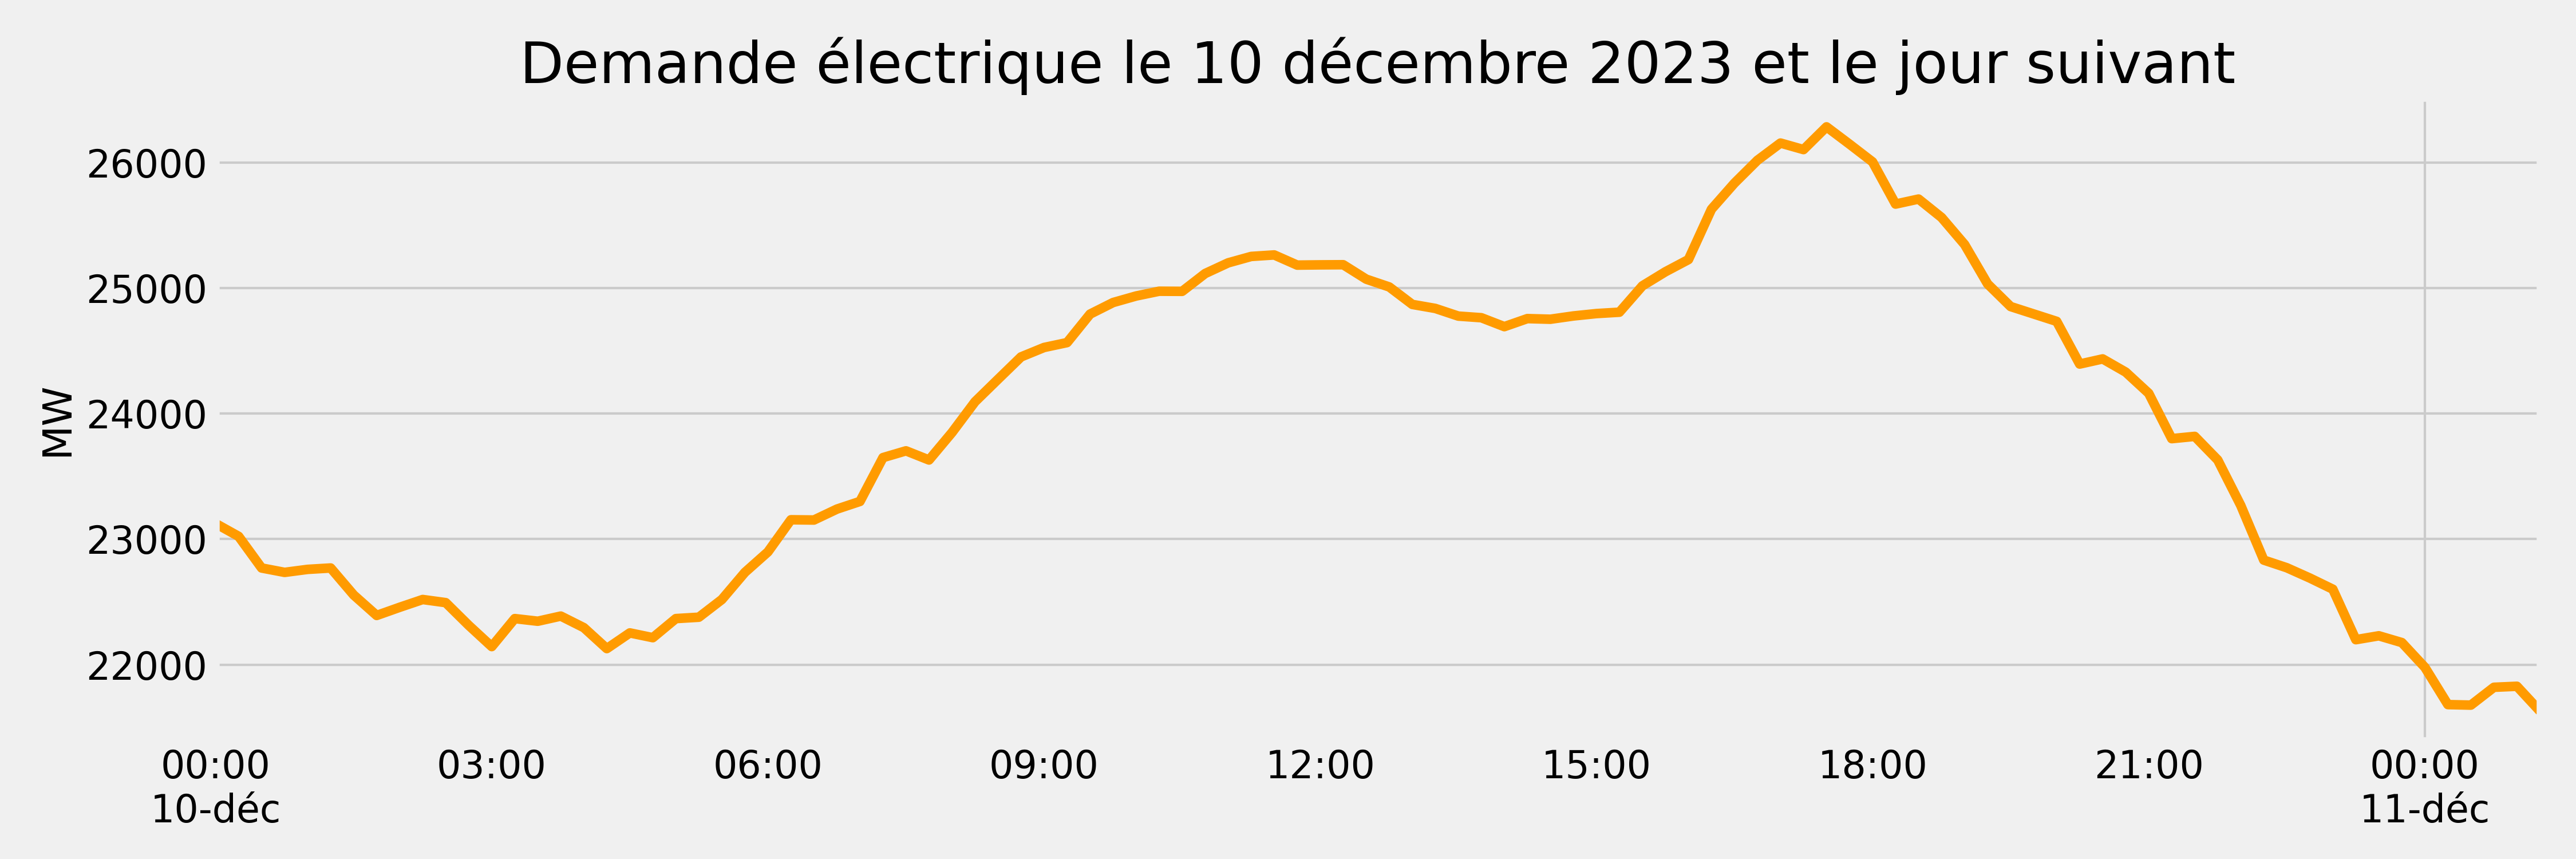 Demande électrique le 10 décembre 2023 et le jour suivant
MW
26000
25000
24000
23000
22000
00:00 03:00 06:00 09:00 12:00 15:00 18:00 21:00 00:00
10-déc 11-déc